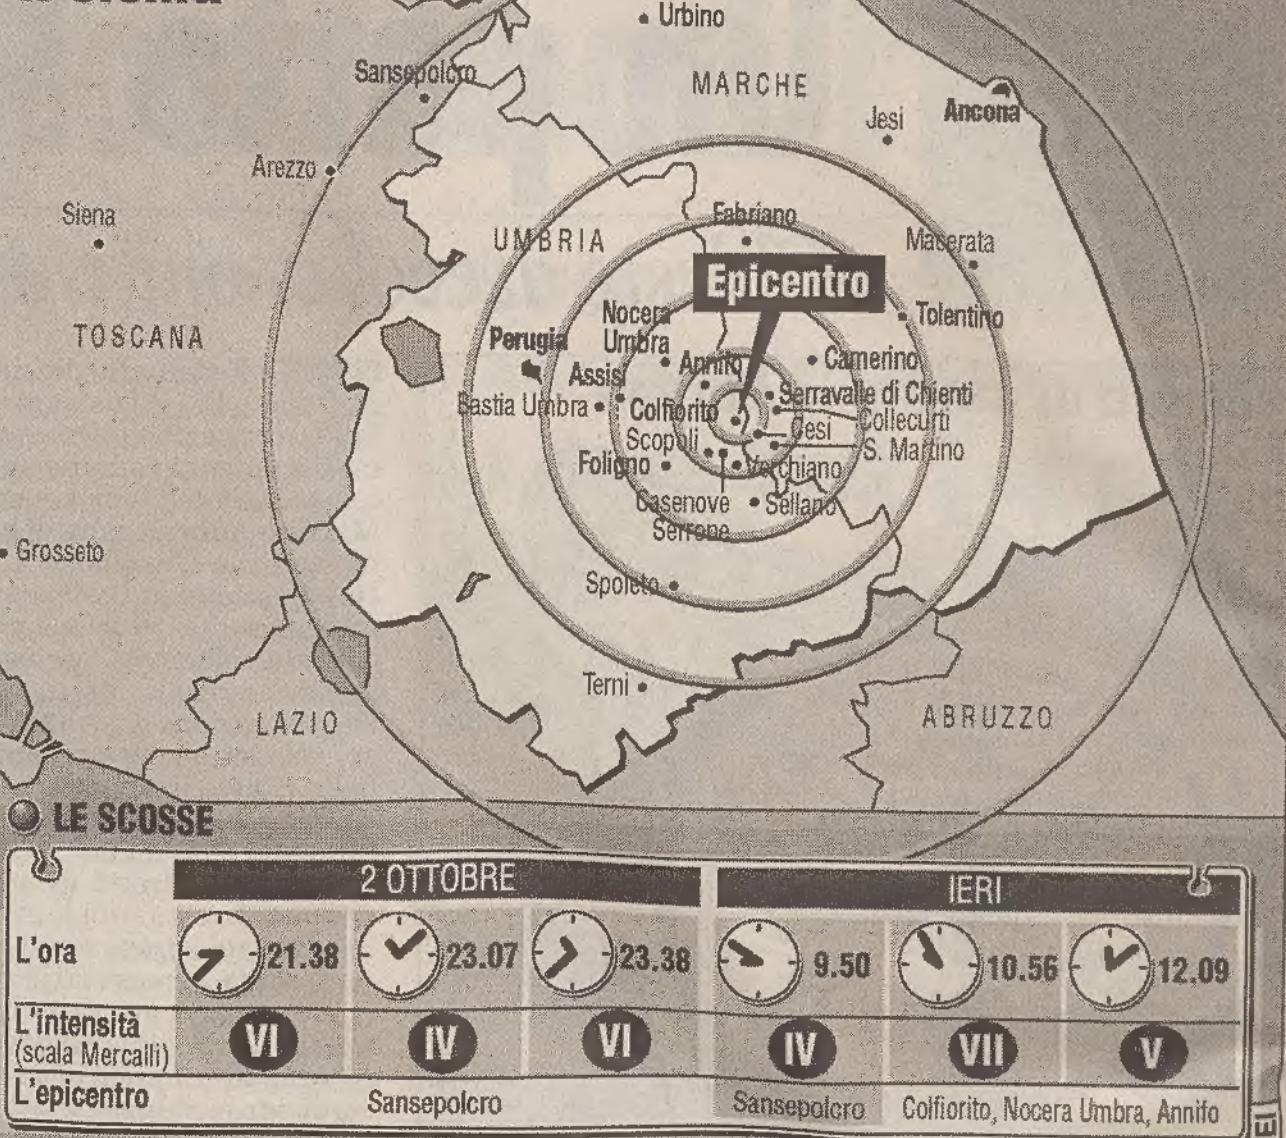 Urbino
Sansepolcro
MARCHE
Jesi
Ancona
Arezzo
Siena
Fabriano
UMBRIA
Macerata
Epicentro
Nocera
Umbra
Tolentino
TOSCANA
Perugia
Annifo
Camerino
Assisi
Serravalle di Chienti
Bastia Umbra
Colfiorito
Collecurti
Cesi
Scopoli
S. Martino
Foligno
Verchiano
Casenove
Serrone
Sellano
Grosseto
Spoleto
Terni
LAZIO
ABRUZZO
LE SCOSSE
2 OTTOBRE IERI
L'ora 21.38 23.07 23.38 9.50 10.56 12.09
L'intensità
(scala Mercalli) VI IV VI IV VII V
L'epicentro Sansepolcro Sansepolcro Colfiorito, Nocera Umbra, Annifo